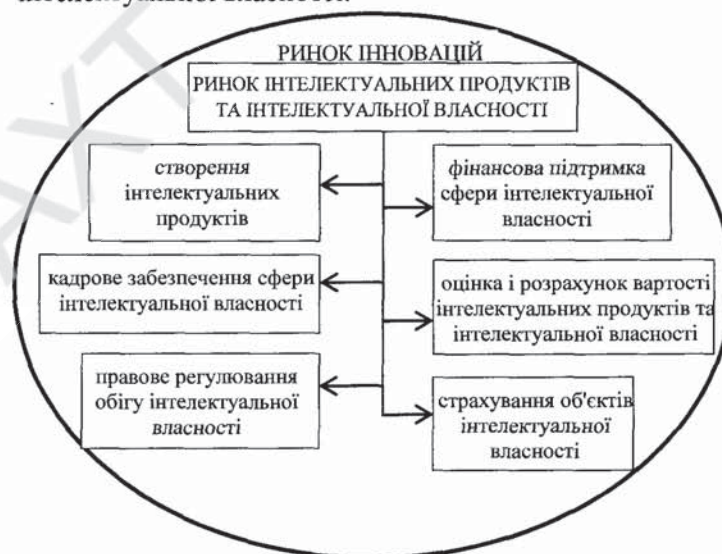 інтелектуальної власності.
РИНОК ІННОВАЦІЙ
РИНОК ІНТЕЛЕКТУАЛЬНИХ ПРОДУКТІВ
ТА ІНТЕЛЕКТУАЛЬНОЇ ВЛАСНОСТІ
створення
інтелектуальних
продуктів
фінансова підтримка
сфери інтелектуальної
власності
кадрове забезпечення сфери
інтелектуальної власності
оцінка і розрахунок вартості
інтелектуальних продуктів та
інтелектуальної власності
правове регулювання
обігу інтелектуальної
власності
страхування об'єктів
інтелектуальної
власності